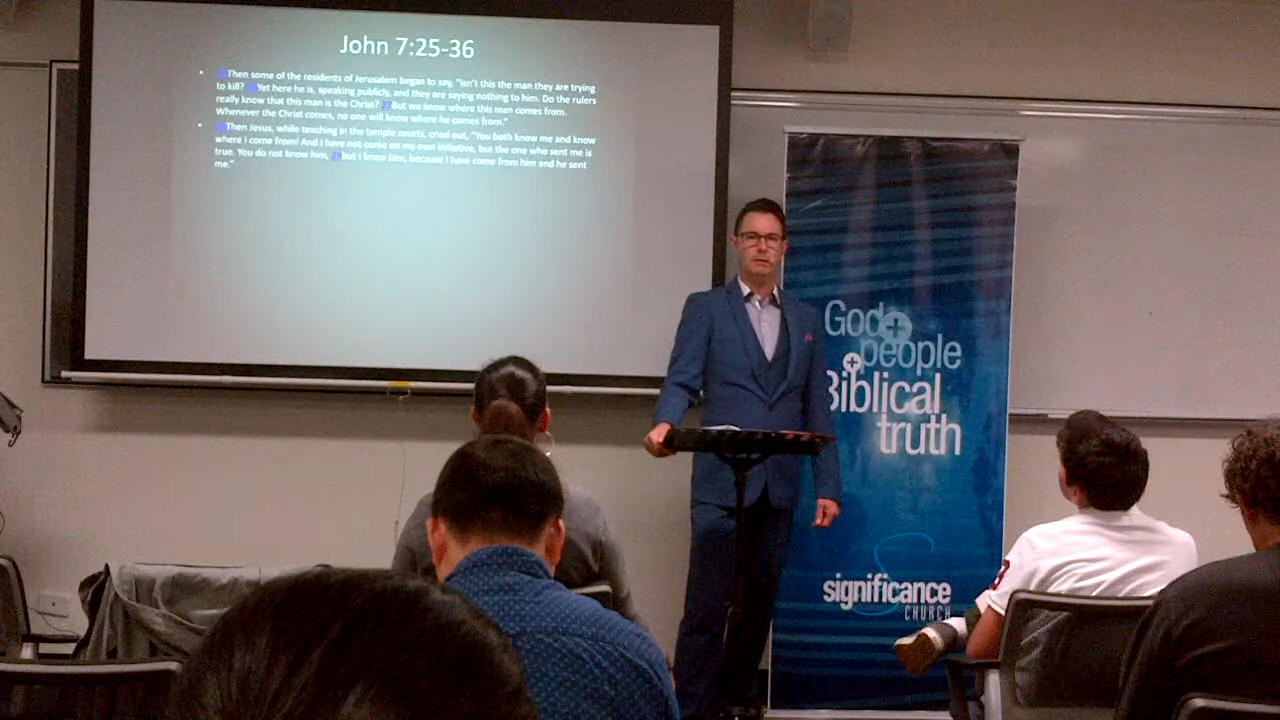 John 7:25-36
Then some of the residents of Jerusalem began to say, "Isn't this the man they are trying
to kill? Yet here he is, speaking publicly, and they are saying nothing to him. Do the rulers
really know that this man is the Christ? 27But we know where this man comes from.
Whenever the Christ comes, no one will know where he comes from."
Then Jesus, while teaching in the temple courts, cried out, "You both know me and know
where I come from! And I have not come on my own initiative, but the one who sent me is
true. You do not know him, 29but I know him, because I have come from him and he sent
me."
God+
+people
Biblical
truth
significance
CHURCH